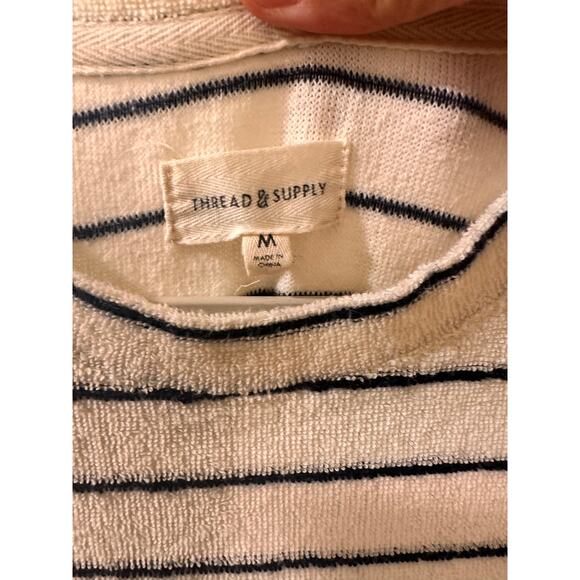 THREAD & SUPPLY
M
MADE IN
CHINA